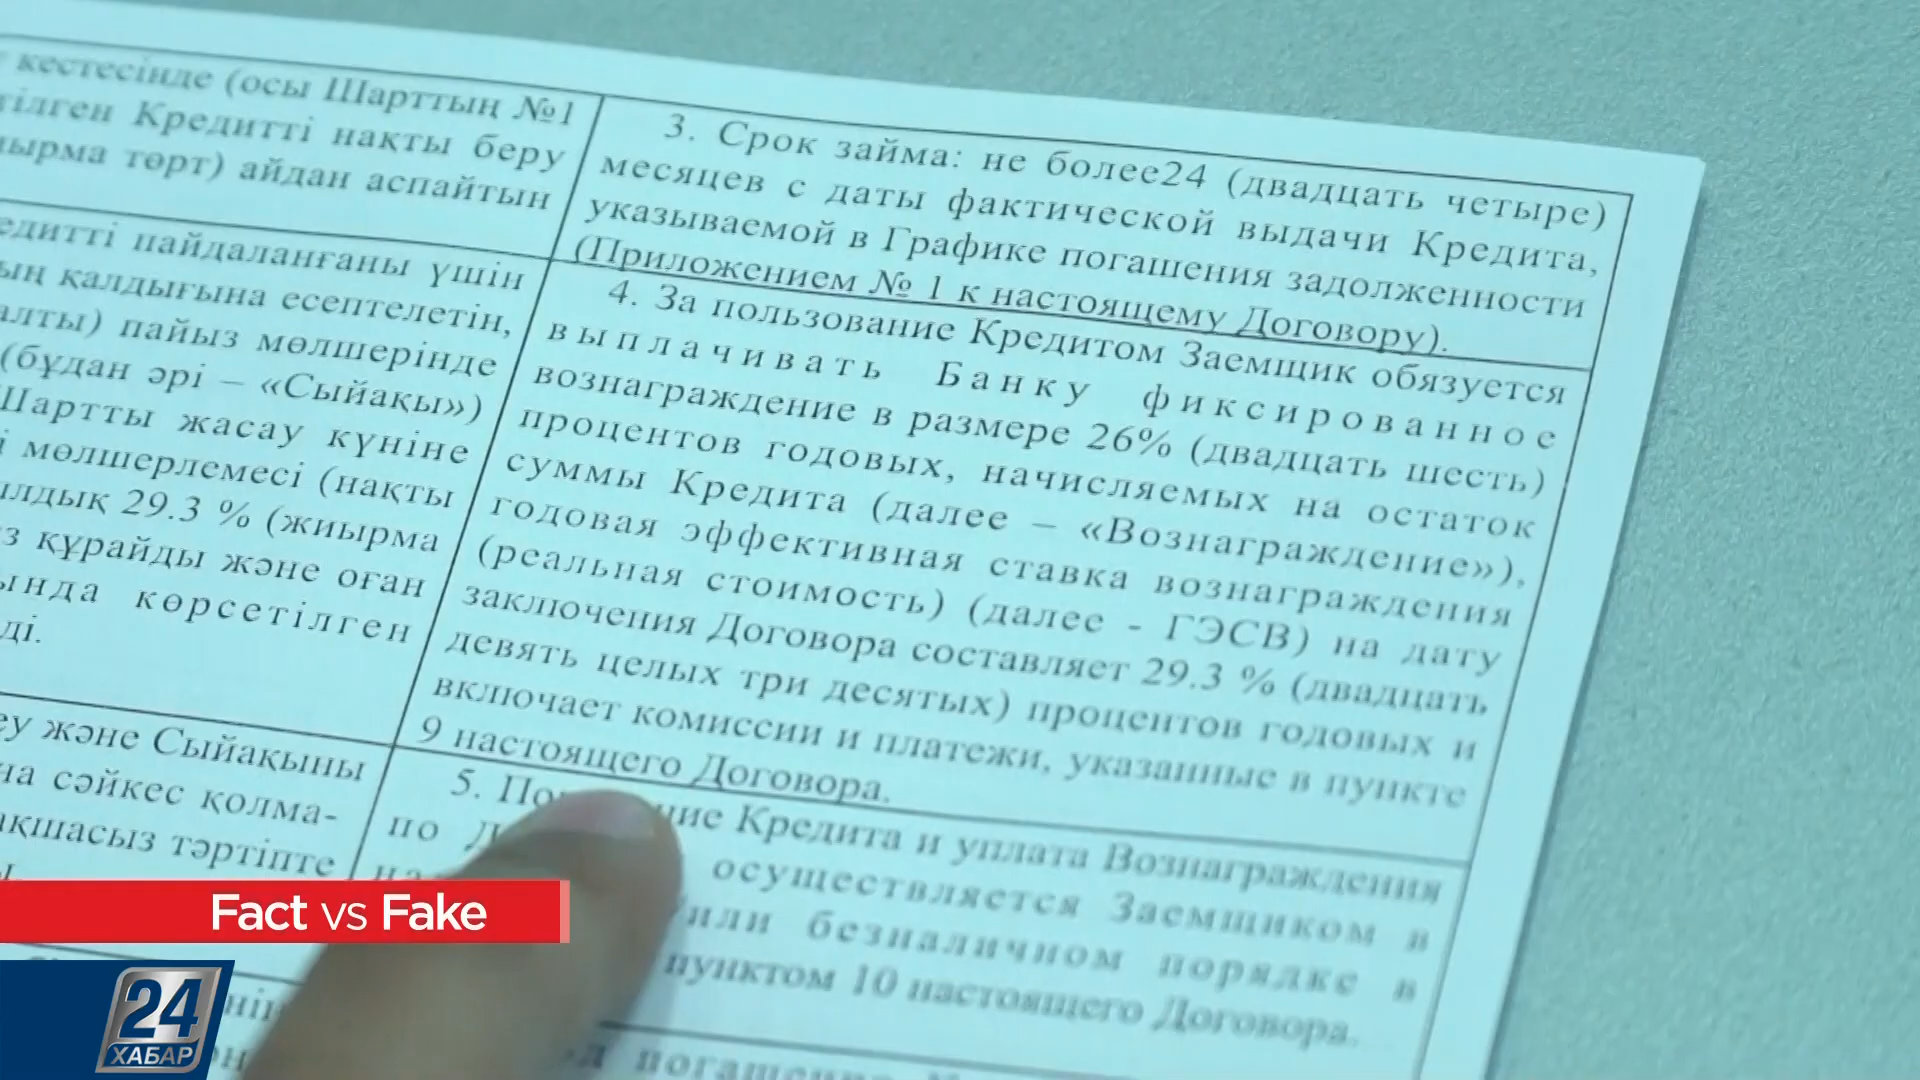 кестесінде (осы Шарттың №1
тілген Кредитті нақты беру
ырма төрт) айдан аспайтын
едитті пайдаланғаны үшін
ың қалдығына есептелетін,
алты) пайыз мөлшерінде
(бұдан әрі – «Сыйақы»)
Шартты жасау күніне
і мөлшерлемесі (нақты
ылдық 29.3 % (жиырма
з құрайды және оған
ында көрсетілген
ді.
еу және Сыйақыны
на сәйкес қолма-
ақшасыз тәртіпте
3. Срок займа: не более24 (двадцать четыре)
месяцев с даты фактической выдачи Кредита,
указываемой в Графике погашения задолженности
(Приложением № 1 к настоящему Договору).
4. За пользование Кредитом Заемщик обязуется
выплачивать Банку фиксированное
вознаграждение в размере 26% (двадцать шесть)
процентов годовых, начисляемых на остаток
суммы Кредита (далее – «Вознаграждение»),
годовая эффективная ставка вознаграждения
(реальная стоимость) (далее - ГЭСВ) на дату
заключения Договора составляет 29.3 % (двадцать
девять целых три десятых) процентов годовых и
включает комиссии и платежи, указанные в пункте
9 настоящего Договора.
5. По ние Кредита и уплата Вознаграждения
по осуществляется Заемщиком в
или безналичном порядке в
пунктом 10 настоящего Договора.
погашение
Fact vs Fake
24
ХАБАР